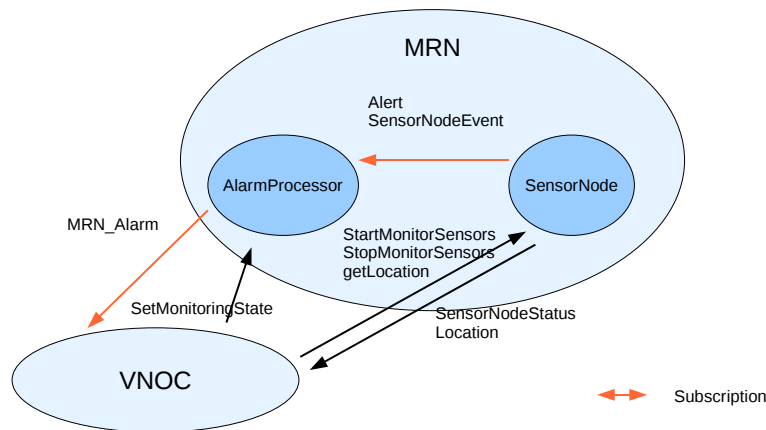 MRN
Alert
SensorNodeEvent
AlarmProcessor
SensorNode
MRN_Alarm
StartMonitorSensors
StopMonitorSensors
getLocation
SetMonitoringState
SensorNodeStatus
Location
VNOC
Subscription